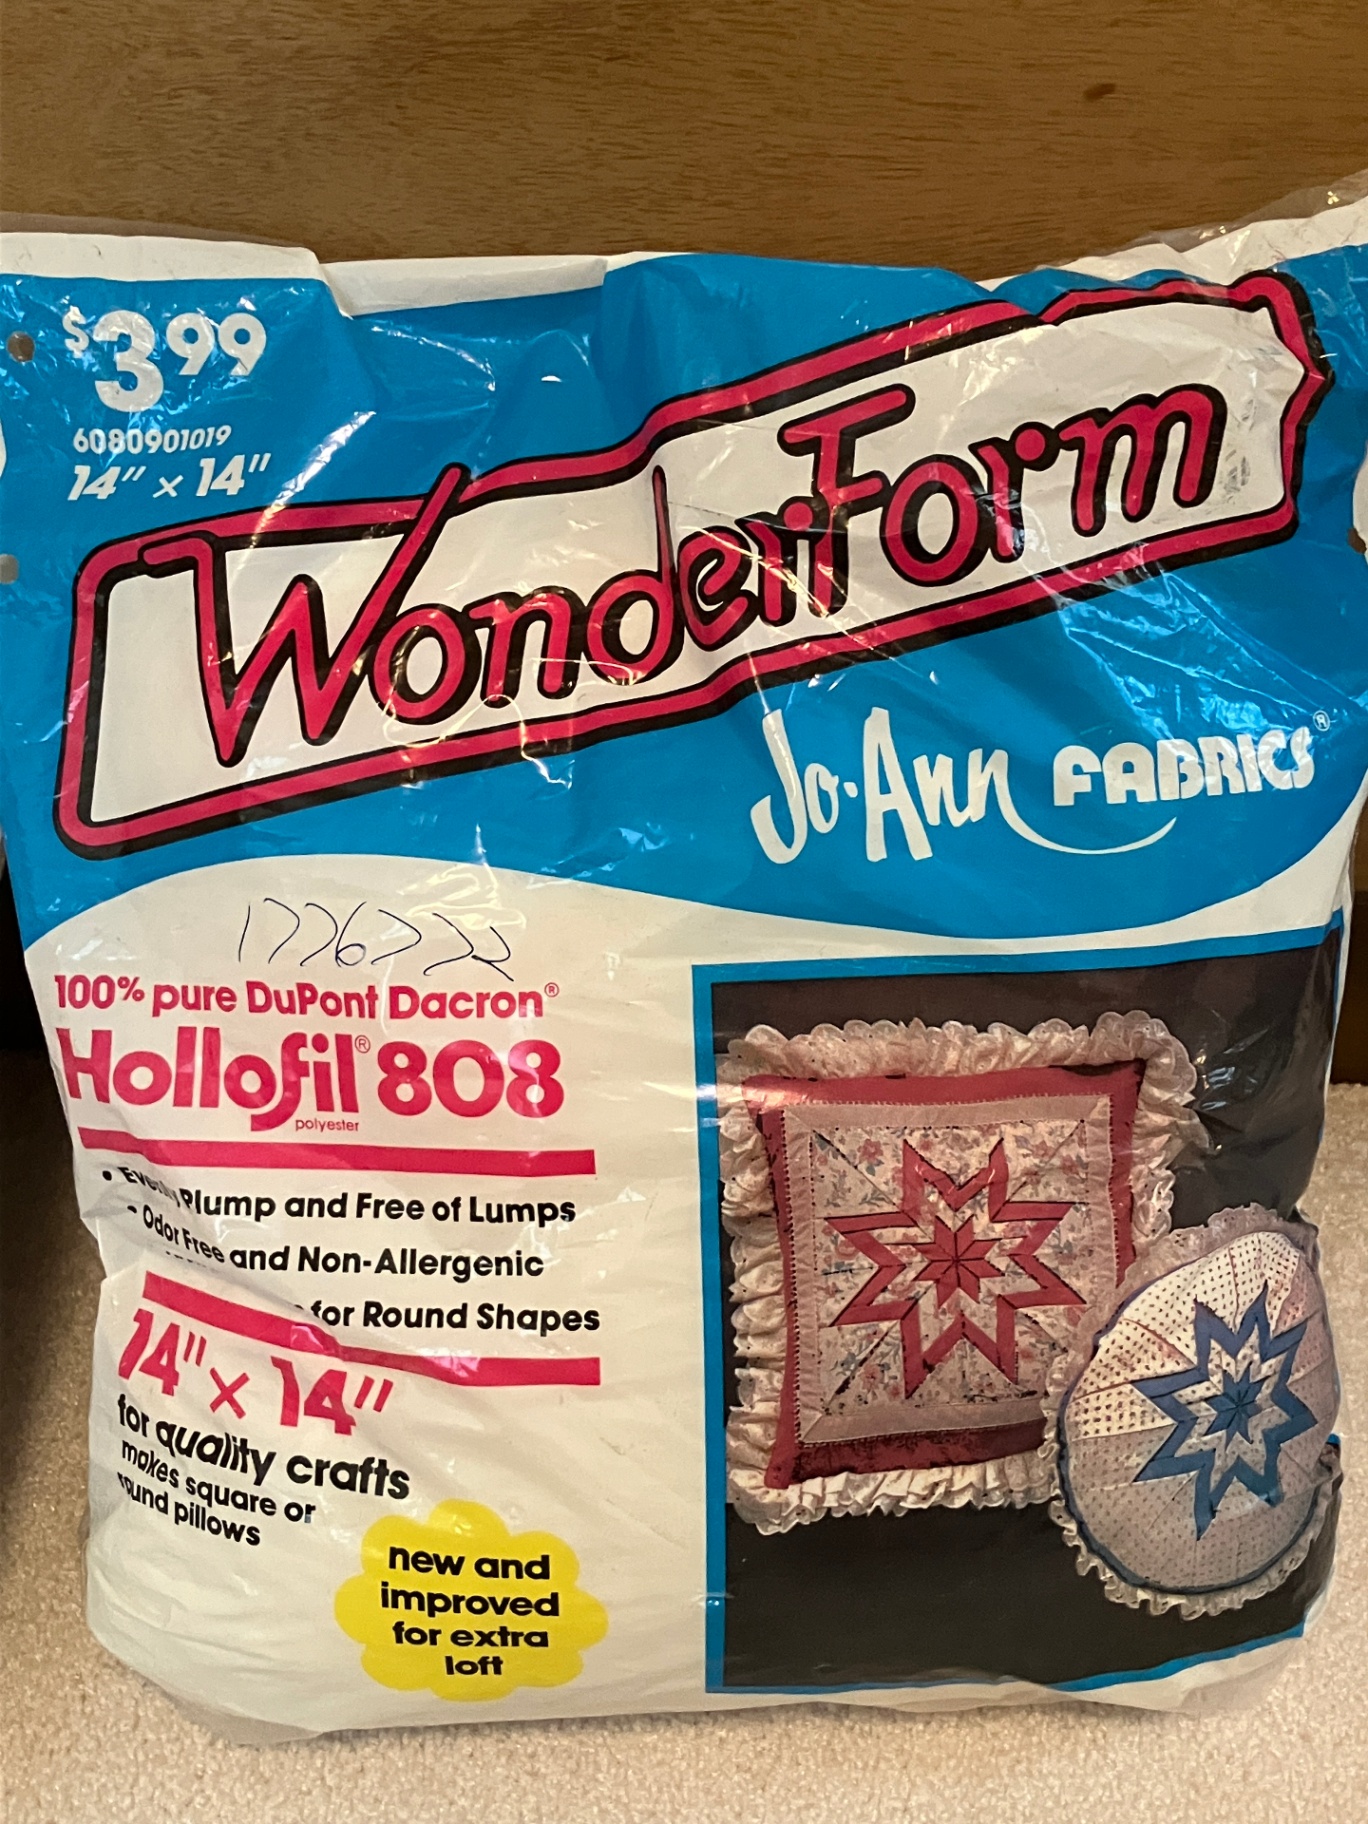 $3.99
6080901019
14" x 14"
WonderForm
Jo-Ann FABRICS®
100% pure DuPont Dacron®
Hollofil® 808
polyester
• Evenly Plump and Free of Lumps
• Odor Free and Non-Allergenic
for Round Shapes
14" x 14"
for quality crafts
makes square or
round pillows
new and
improved
for extra
loft